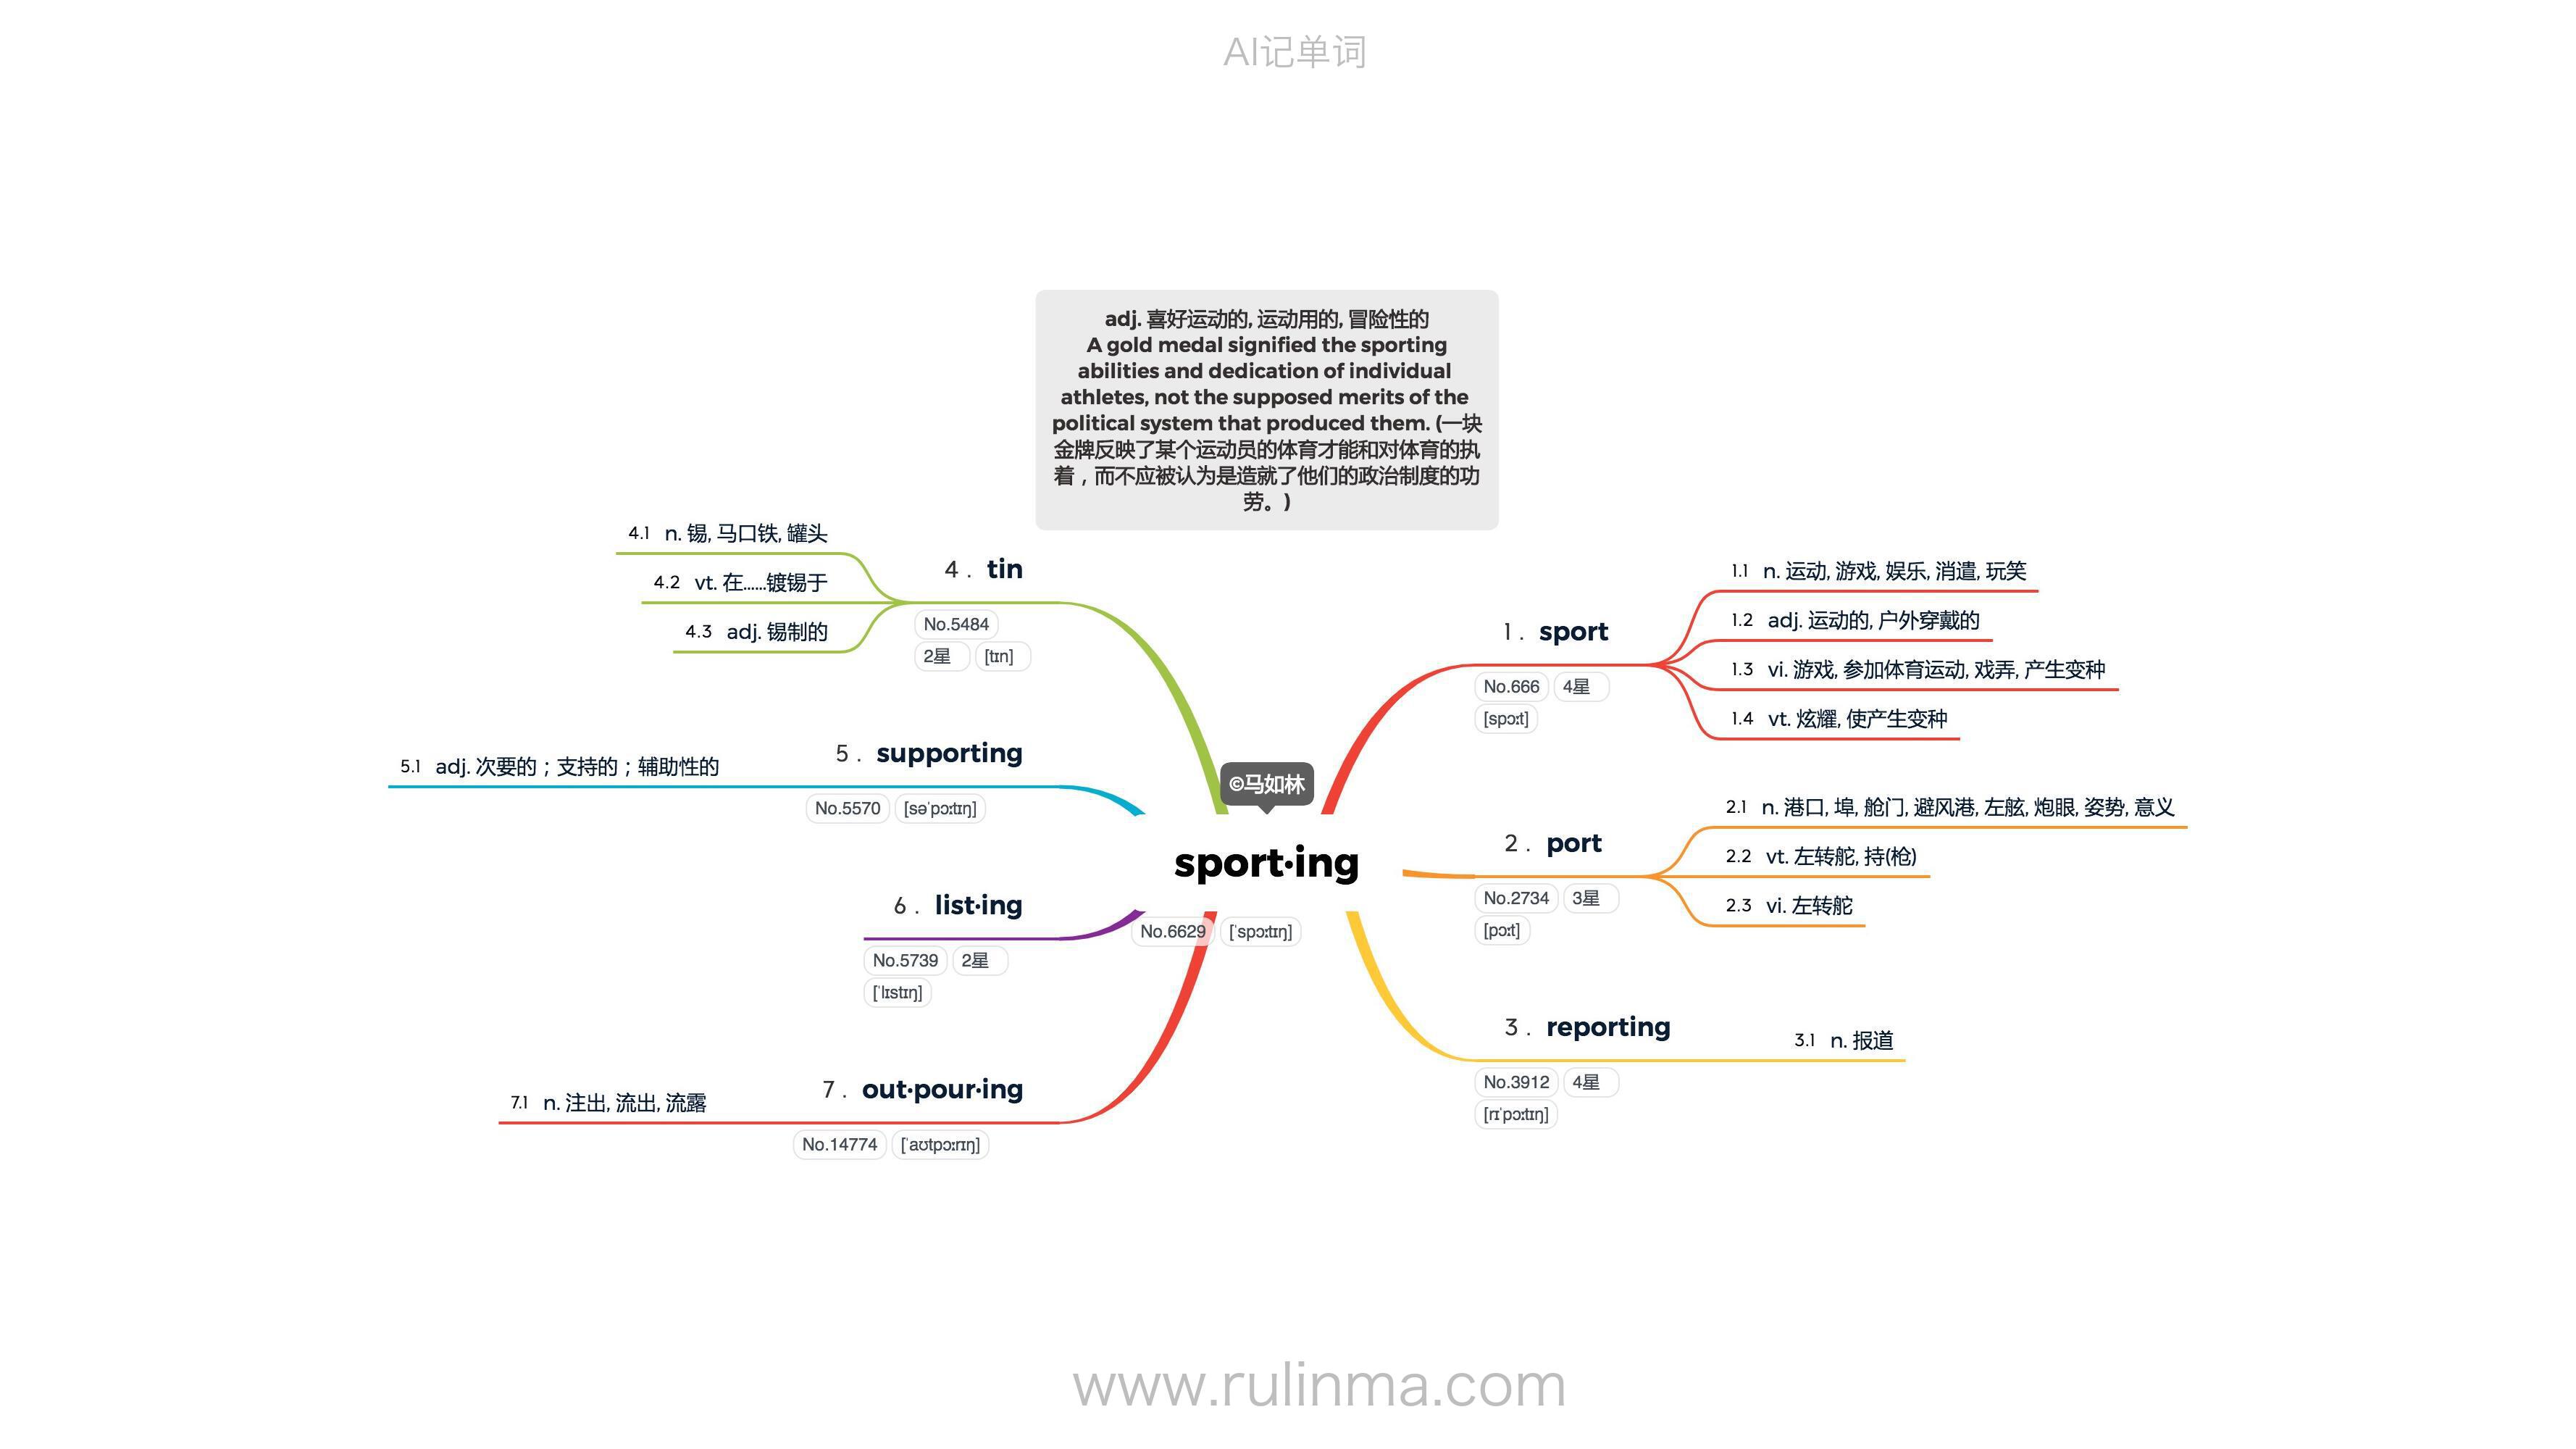 AI记单词
adj. 喜好运动的, 运动用的, 冒险性的
A gold medal signified the sporting
abilities and dedication of individual
athletes, not the supposed merits of the
political system that produced them. (一块
金牌反映了某个运动员的体育才能和对体育的执
着，而不应被认为是造就了他们的政治制度的功
劳。)
©马如林
sport·ing
No.6629 [ˈspɔːtɪŋ]
1. sport
No.666 4星
[spɔːt]
1.1 n. 运动, 游戏, 娱乐, 消遣, 玩笑
1.2 adj. 运动的, 户外穿戴的
1.3 vi. 游戏, 参加体育运动, 戏弄, 产生变种
1.4 vt. 炫耀, 使产生变种
2. port
No.2734 3星
[pɔːt]
2.1 n. 港口, 埠, 舱门, 避风港, 左舷, 炮眼, 姿势, 意义
2.2 vt. 左转舵, 持(枪)
2.3 vi. 左转舵
3. reporting
No.3912 4星
[rɪˈpɔːtɪŋ]
3.1 n. 报道
4. tin
No.5484
2星 [tɪn]
4.1 n. 锡, 马口铁, 罐头
4.2 vt. 在......镀锡于
4.3 adj. 锡制的
5. supporting
No.5570 [səˈpɔːtɪŋ]
5.1 adj. 次要的；支持的；辅助性的
6. list·ing
No.5739 2星
[ˈlɪstɪŋ]
7. out·pour·ing
No.14774 [ˈaʊtpɔːrɪŋ]
7.1 n. 注出, 流出, 流露
www.rulinma.com